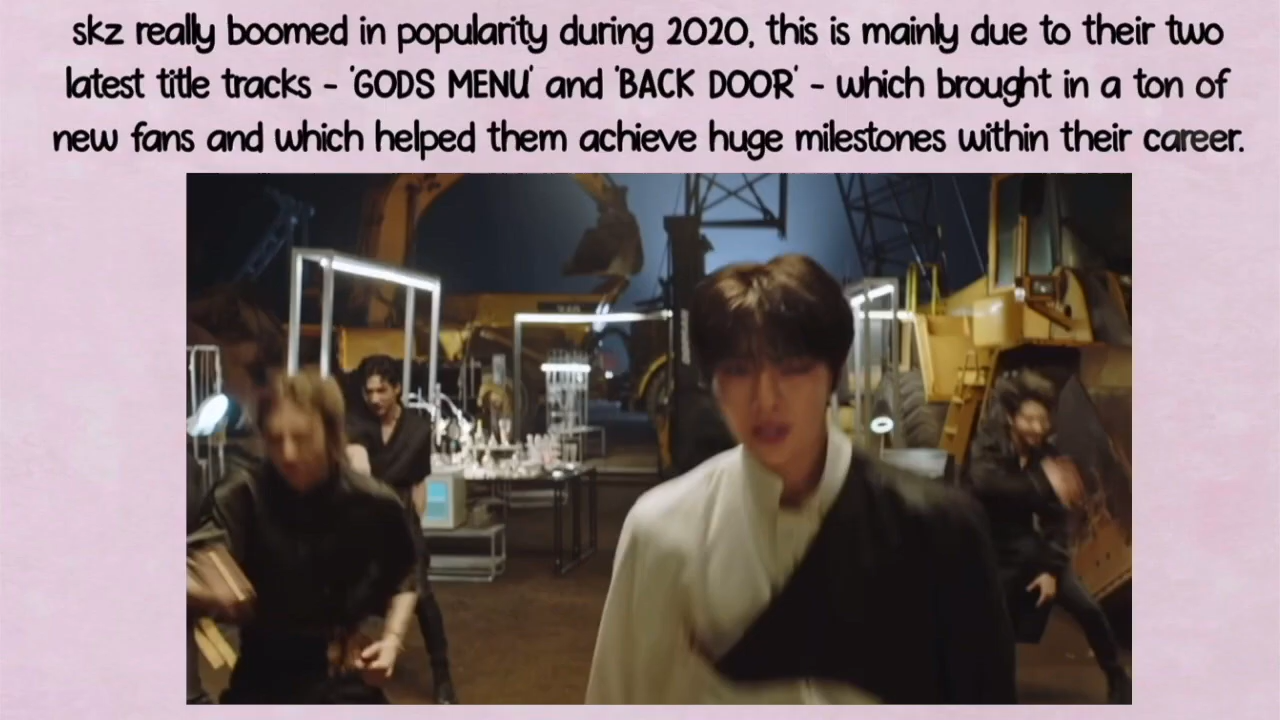 skz really boomed in popularity during 2020, this is mainly due to their two
latest title tracks - 'GODS MENU' and 'BACK DOOR' - which brought in a ton of
new fans and which helped them achieve huge milestones within their career.